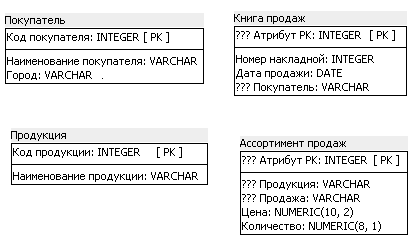 Покупатель
Код покупателя: INTEGER [ PK ]
Наименование покупателя: VARCHAR
Город: VARCHAR .
Книга продаж
??? Атрибут PK: INTEGER [ PK ]
Номер накладной: INTEGER
Дата продажи: DATE
??? Покупатель: VARCHAR
Продукция
Код продукции: INTEGER [ PK ]
Наименование продукции: VARCHAR
Ассортимент продаж
??? Атрибут PK: INTEGER [ PK ]
??? Продукция: VARCHAR
??? Продажа: VARCHAR
Цена: NUMERIC(10, 2)
Количество: NUMERIC(8, 1)